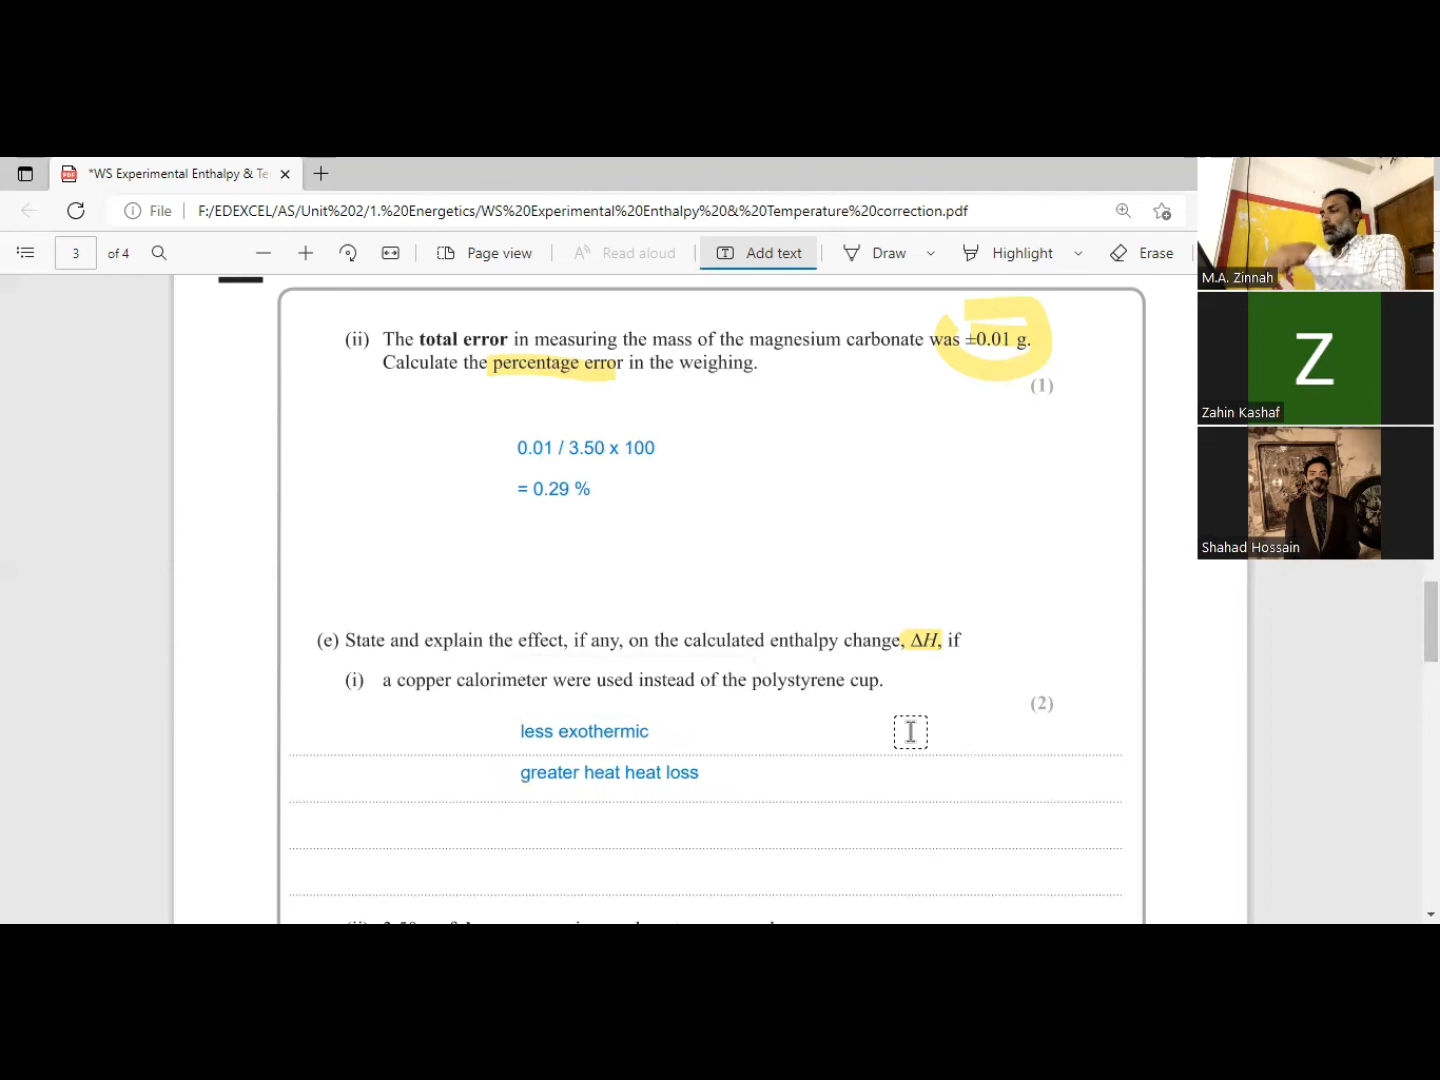 *WS Experimental Enthalpy & Te
File
F:/EDEXCEL/AS/Unit%202/1.%20Energetics/WS%20Experimental%20Enthalpy%20&%20Temperature%20correction.pdf
3 of 4
Page view
Read aloud
Add text
Draw
Highlight
Erase
M.A. Zinnah
Z
Zahin Kashaf
Shahad Hossain
(ii) The total error in measuring the mass of the magnesium carbonate was ±0.01 g.
Calculate the percentage error in the weighing.
(1)
0.01 / 3.50 x 100
= 0.29 %
(e) State and explain the effect, if any, on the calculated enthalpy change, ΔH, if
(i) a copper calorimeter were used instead of the polystyrene cup.
(2)
less exothermic
greater heat heat loss